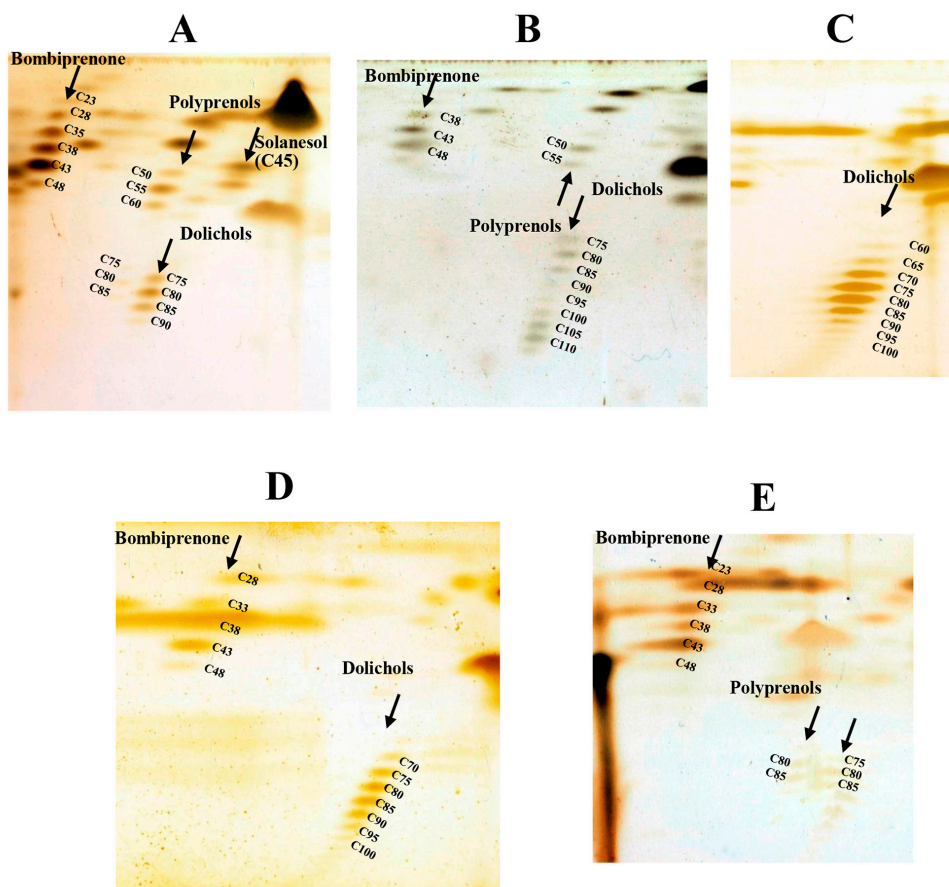 A
Bombiprenone
C23
C28
C35
C38
C43
C48
Polyprenols
Solanesol
(C45)
C50
C55
C60
Dolichols
C75
C80
C85
C75
C80
C85
C90
B
Bombiprenone
C38
C43
C48
C50
C55
Dolichols
Polyprenols
C75
C80
C85
C90
C95
C100
C105
C110
C
Dolichols
C60
C65
C70
C75
C80
C85
C90
C95
C100
D
Bombiprenone
C28
C33
C38
C43
C48
Dolichols
C70
C75
C80
C85
C90
C95
C100
E
Bombiprenone
C23
C28
C33
C38
C43
C48
Polyprenols
C80
C85
C75
C80
C85